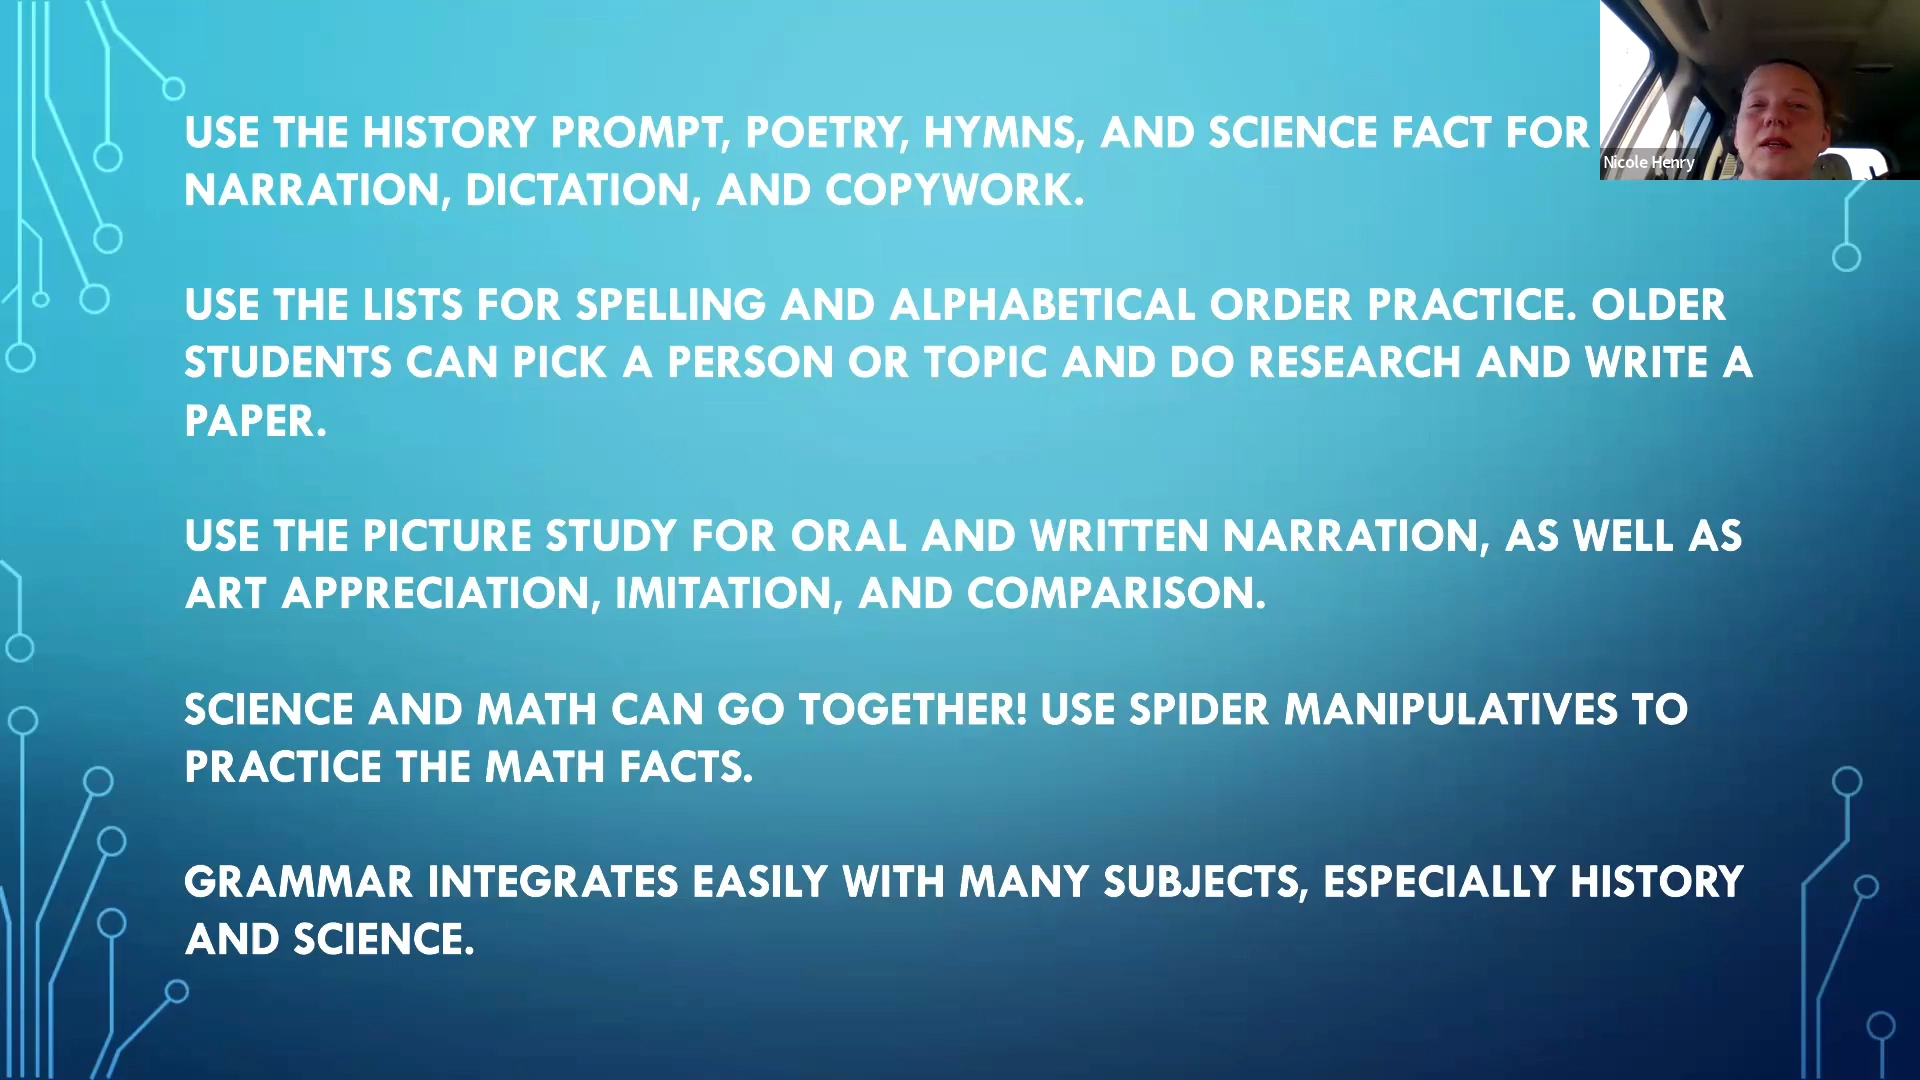 USE THE HISTORY PROMPT, POETRY, HYMNS, AND SCIENCE FACT FOR
NARRATION, DICTATION, AND COPYWORK.
USE THE LISTS FOR SPELLING AND ALPHABETICAL ORDER PRACTICE. OLDER
STUDENTS CAN PICK A PERSON OR TOPIC AND DO RESEARCH AND WRITE A
PAPER.
USE THE PICTURE STUDY FOR ORAL AND WRITTEN NARRATION, AS WELL AS
ART APPRECIATION, IMITATION, AND COMPARISON.
SCIENCE AND MATH CAN GO TOGETHER! USE SPIDER MANIPULATIVES TO
PRACTICE THE MATH FACTS.
GRAMMAR INTEGRATES EASILY WITH MANY SUBJECTS, ESPECIALLY HISTORY
AND SCIENCE.
Nicole Henry